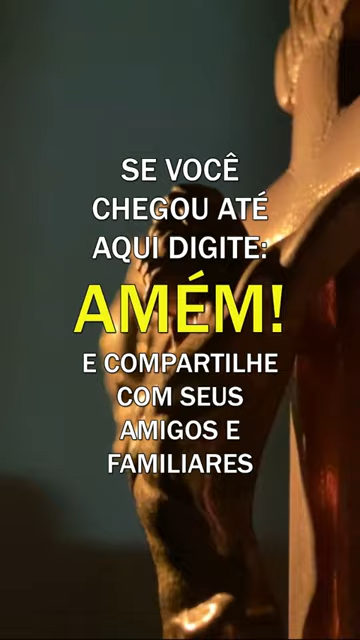 SE VOCÊ
CHEGOU ATÉ
AQUI DIGITE:
AMÉM!
E COMPARTILHE
COM SEUS
AMIGOS E
FAMILIARES